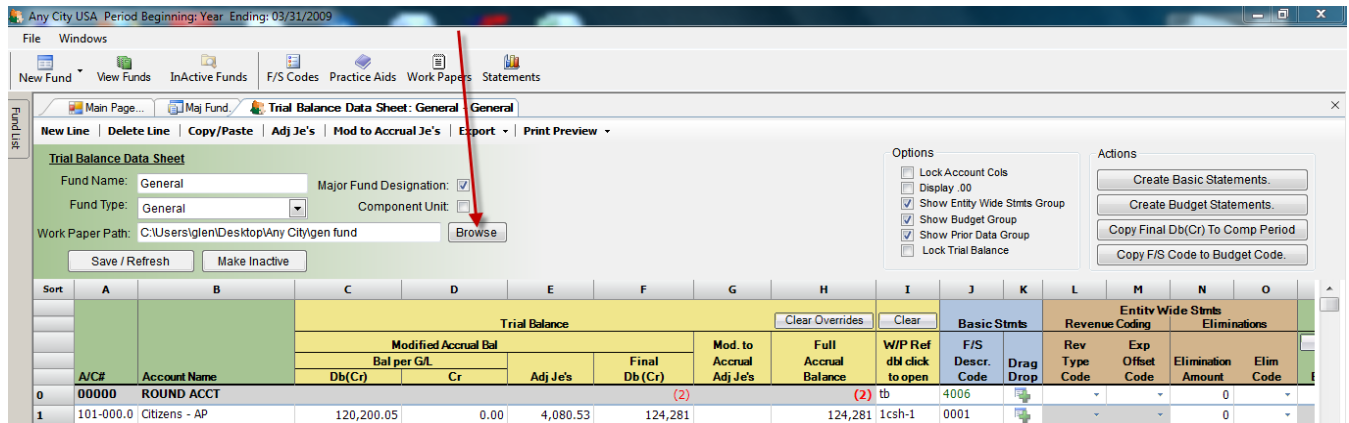 Any City USA Period Beginning: Year Ending: 03/31/2009
File Windows
New Fund View Funds InActive Funds F/S Codes Practice Aids Work Papers Statements
Fund List
Main Page... Maj Fund. Trial Balance Data Sheet: General - General
New Line | Delete Line | Copy/Paste | Adj Je's | Mod to Accrual Je's | Export | Print Preview
Trial Balance Data Sheet
Fund Name: General Major Fund Designation:
Fund Type: General Component Unit:
Work Paper Path: C:\Users\glen\Desktop\Any City\gen fund Browse
Save / Refresh Make Inactive
Options
Lock Account Cols
Display .00
Show Entity Wide Stmts Group
Show Budget Group
Show Prior Data Group
Lock Trial Balance
Actions
Create Basic Statements.
Create Budget Statements.
Copy Final Db(Cr) To Comp Period
Copy F/S Code to Budget Code.
Sort A B C D E F G H I J K L M N O
Entity Wide Stmts
Trial Balance Clear Overrides Clear Basic Stmts Revenue Coding Eliminations
Modified Accrual Bal Mod. to Full W/P Ref F/S Rev Exp
Bal per G/L Final Accrual Accrual dbl click Descr. Drag Type Offset Elimination Elim
A/C# Account Name Db(Cr) Cr Adj Je's Db (Cr) Adj Je's Balance to open Code Drop Code Code Amount Code
0 00000 ROUND ACCT (2) (2) tb 4006 0
1 101-000.0 Citizens - AP 120,200.05 0.00 4,080.53 124,281 124,281 1csh-1 0001 0